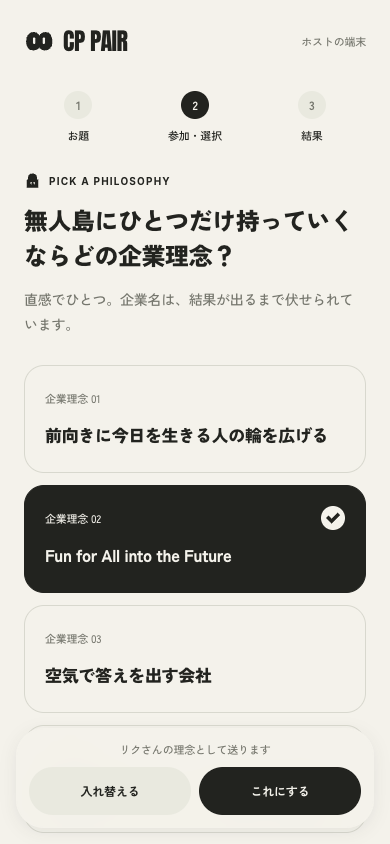 CP PAIR
ホストの端末
1
2
3
お題
参加・選択
結果
PICK A PHILOSOPHY
無人島にひとつだけ持っていく
ならどの企業理念？
直感でひとつ。企業名は、結果が出るまで伏せられて
います。
企業理念 01
前向きに今日を生きる人の輪を広げる
企業理念 02
Fun for All into the Future
企業理念 03
空気で答えを出す会社
リクさんの理念として送ります
入れ替える
これにする